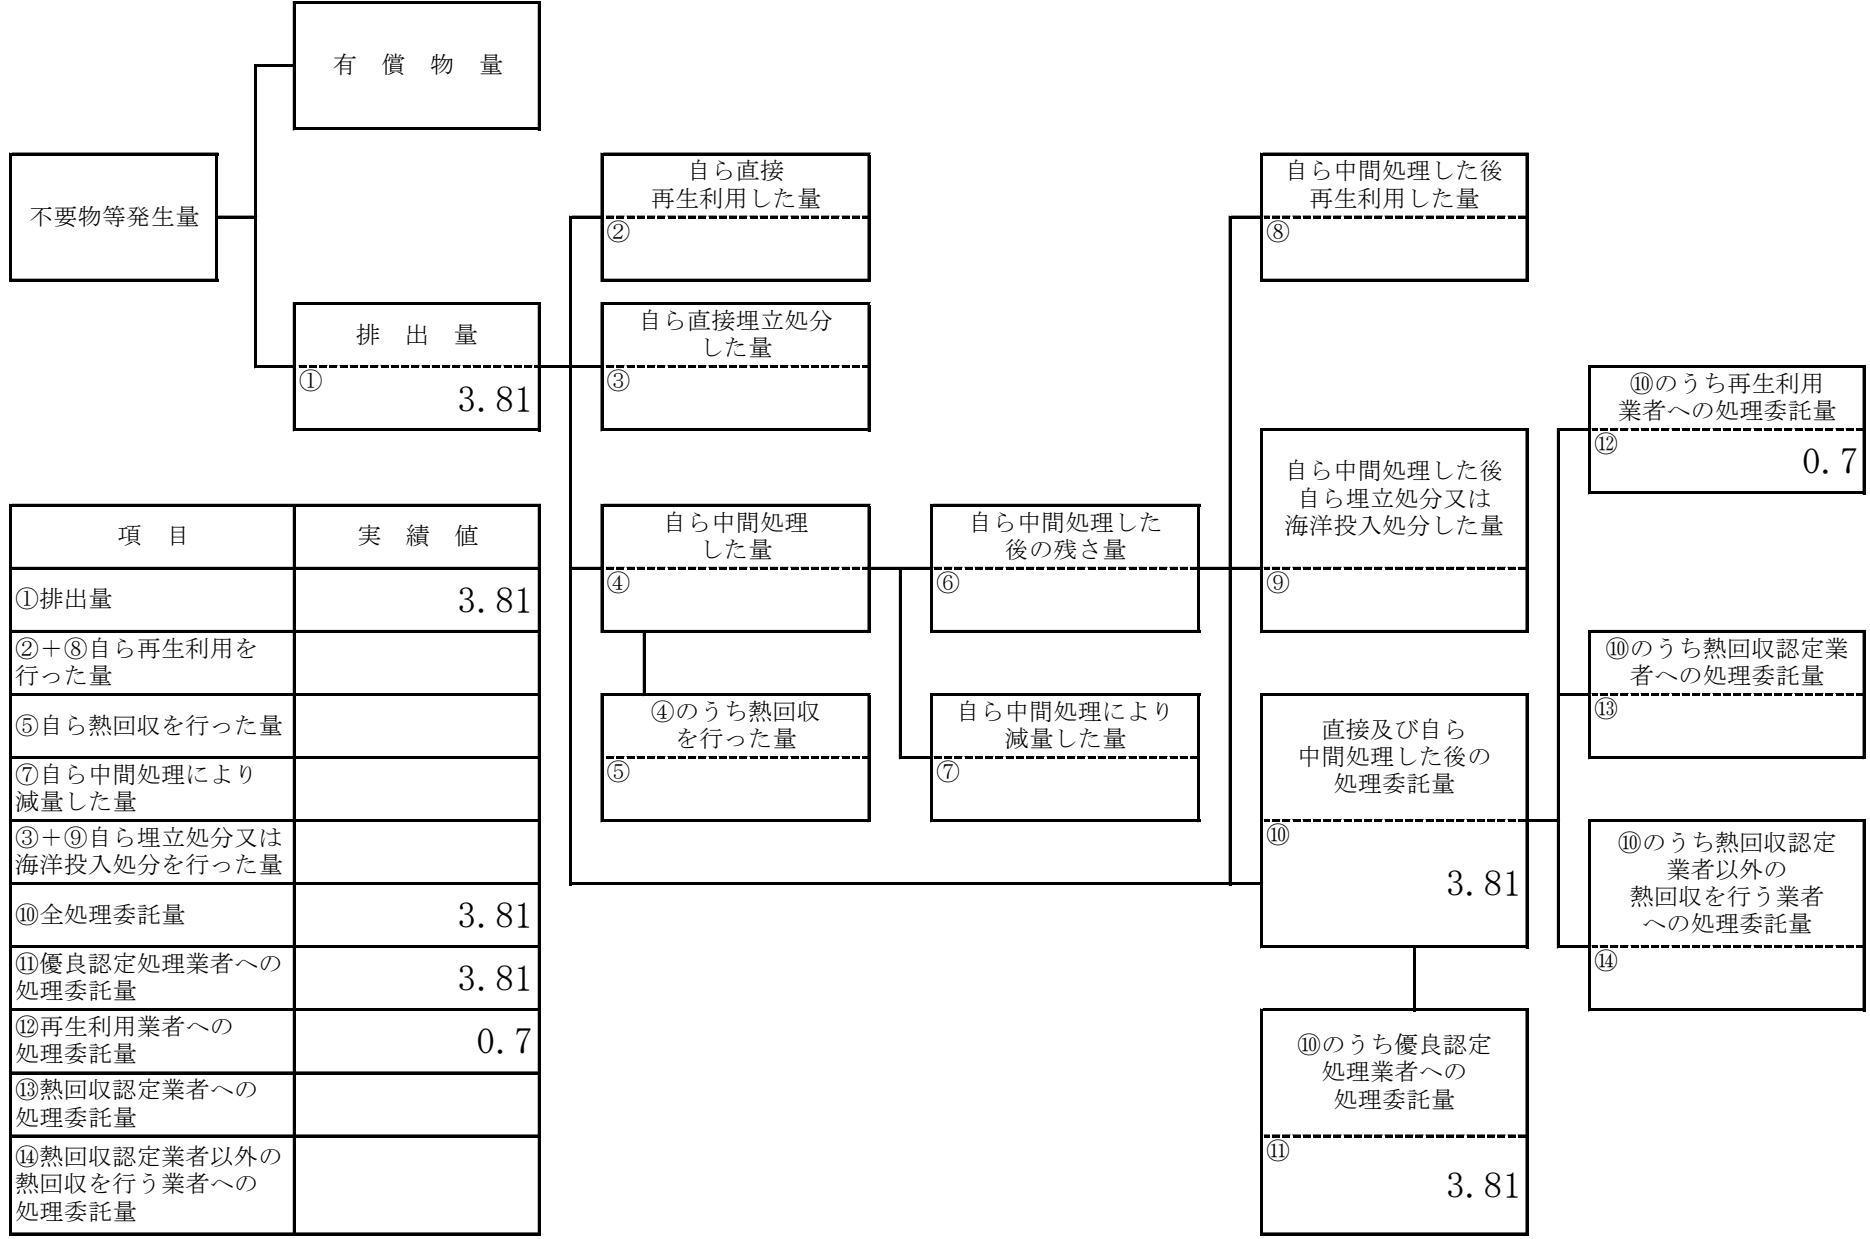 有 償 物 量
不要物等発生量
排 出 量
①
3.81
自ら直接
再生利用した量
②
自ら直接埋立処分
した量
③
自ら中間処理
した量
④
④のうち熱回収
を行った量
⑤
自ら中間処理した
後の残さ量
⑥
自ら中間処理により
減量した量
⑦
自ら中間処理した後
再生利用した量
⑧
自ら中間処理した後
自ら埋立処分又は
海洋投入処分した量
⑨
直接及び自ら
中間処理した後の
処理委託量
⑩
3.81
⑩のうち優良認定
処理業者への
処理委託量
⑪
3.81
⑩のうち再生利用
業者への処理委託量
⑫
0.7
⑩のうち熱回収認定業
者への処理委託量
⑬
⑩のうち熱回収認定
業者以外の
熱回収を行う業者
への処理委託量
⑭
項 目 実 績 値
①排出量 3.81
②＋⑧自ら再生利用を
行った量
⑤自ら熱回収を行った量
⑦自ら中間処理により
減量した量
③＋⑨自ら埋立処分又は
海洋投入処分を行った量
⑩全処理委託量 3.81
⑪優良認定処理業者への
処理委託量 3.81
⑫再生利用業者への
処理委託量 0.7
⑬熱回収認定業者への
処理委託量
⑭熱回収認定業者以外の
熱回収を行う業者への
処理委託量